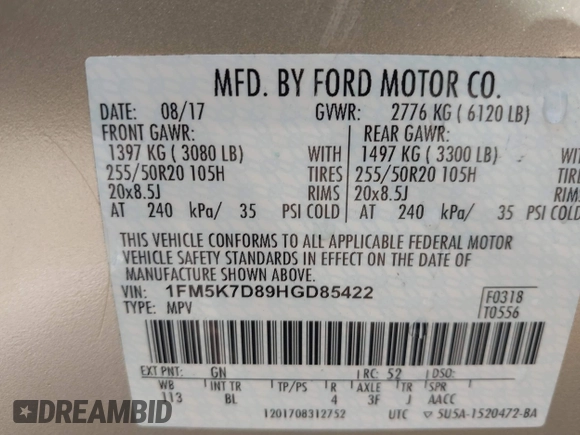 MFD. BY FORD MOTOR CO.
DATE: 08/17 GVWR: 2776 KG ( 6120 LB)
FRONT GAWR: REAR GAWR:
1397 KG ( 3080 LB) WITH 1497 KG ( 3300 LB) WITH
255/50R20 105H TIRES 255/50R20 105H TIRES
20x8.5J RIMS 20x8.5J RIMS
AT 240 kPa/ 35 PSI COLD AT 240 kPa/ 35 PSI COLD
THIS VEHICLE CONFORMS TO ALL APPLICABLE FEDERAL MOTOR
VEHICLE SAFETY STANDARDS IN EFFECT ON THE DATE OF
MANUFACTURE SHOWN ABOVE.
VIN: 1FM5K7D89HGD85422 F0318
TYPE: MPV T0556
EXT PNT: GN RC: 52 DSO:
WB INT TR TP/PS R AXLE TR SPR
113 BL 4 3F J AACC
1201708312752 UTC 5U5A-1520472-BA
© BIDFAX